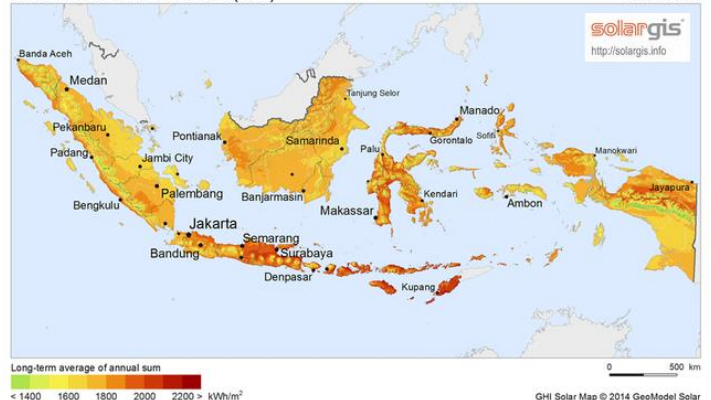 solargis
http://solargis.info
Banda Aceh
Medan
Tanjung Selor
Manado
Pekanbaru
Pontianak
Samarinda
Gorontalo
Sofifi
Padang
Jambi City
Palu
Manokwari
Palembang
Banjarmasin
Kendari
Jayapura
Bengkulu
Makassar
Ambon
Jakarta
Semarang
Bandung
Surabaya
Denpasar
Kupang
Long-term average of annual sum
< 1400 1600 1800 2000 2200 > kWh/m²
0 500 km
GHI Solar Map © 2014 GeoModel Solar